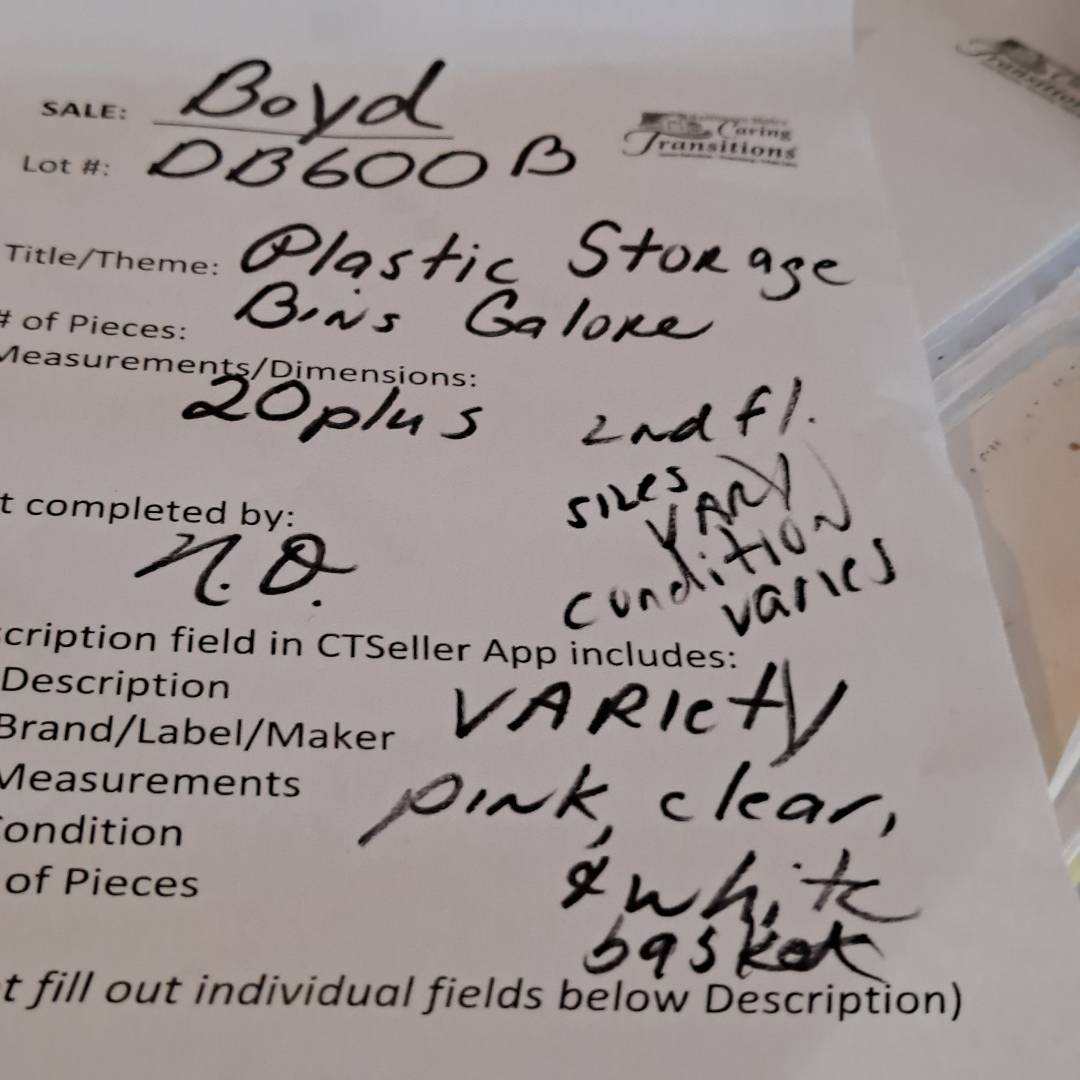 SALE: Boyd
Lot #: DB600B
Caring
Transitions
Title/Theme: Plastic Storage
Bins Galore
# of Pieces:
Measurements/Dimensions:
20plus
2nd fl.
sizes
vary
condition
varies
t completed by:
N.O.
scription field in CTSeller App includes:
Description
Brand/Label/Maker
Variety
Measurements
pink, clear,
Condition
& white
of Pieces
basket
t fill out individual fields below Description)